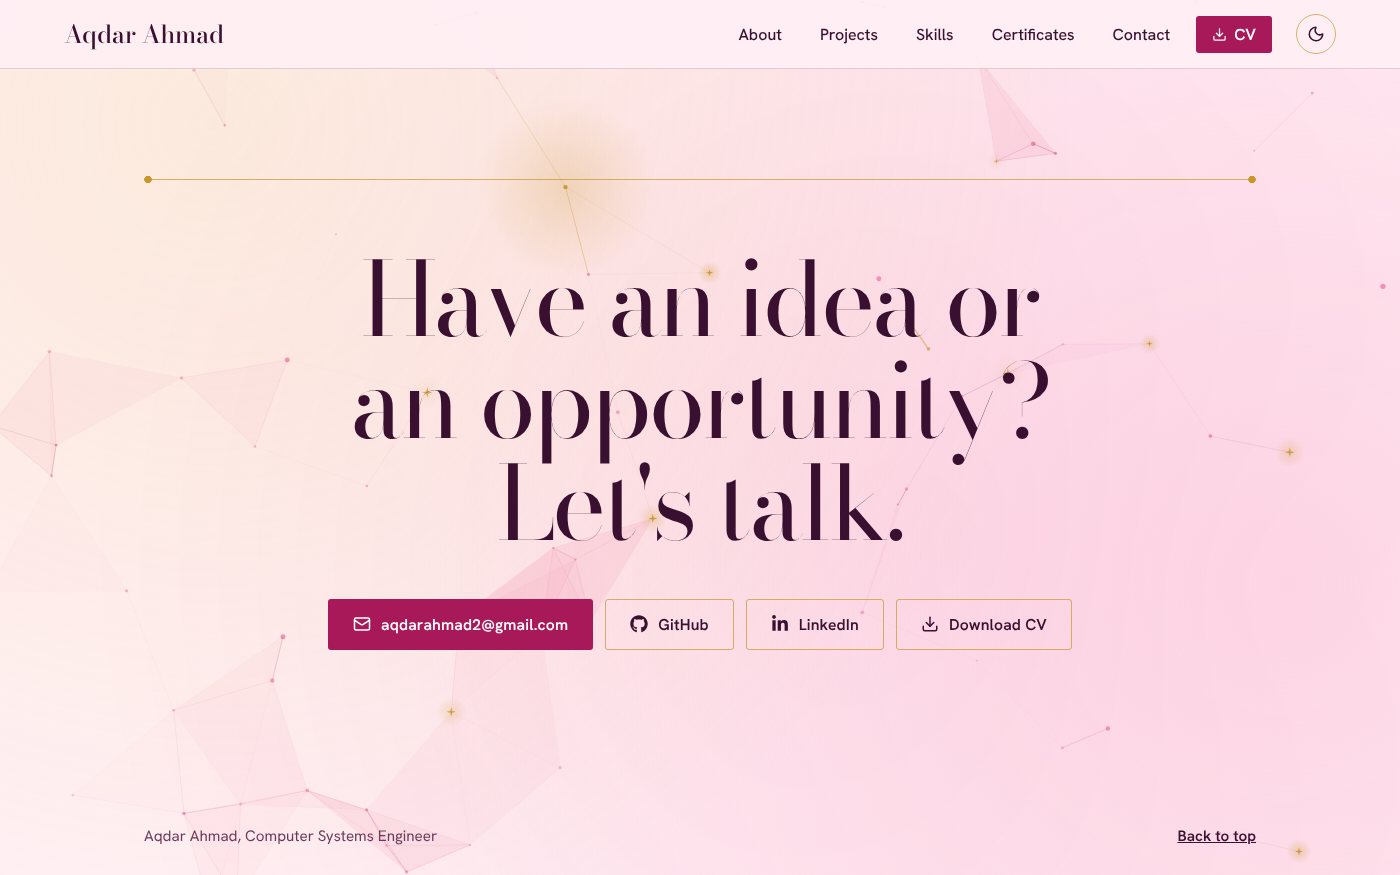 Aqdar Ahmad
About
Projects
Skills
Certificates
Contact
CV
Have an idea or
an opportunity?
Let's talk.
aqdarahmad2@gmail.com
GitHub
LinkedIn
Download CV
Aqdar Ahmad, Computer Systems Engineer
Back to top